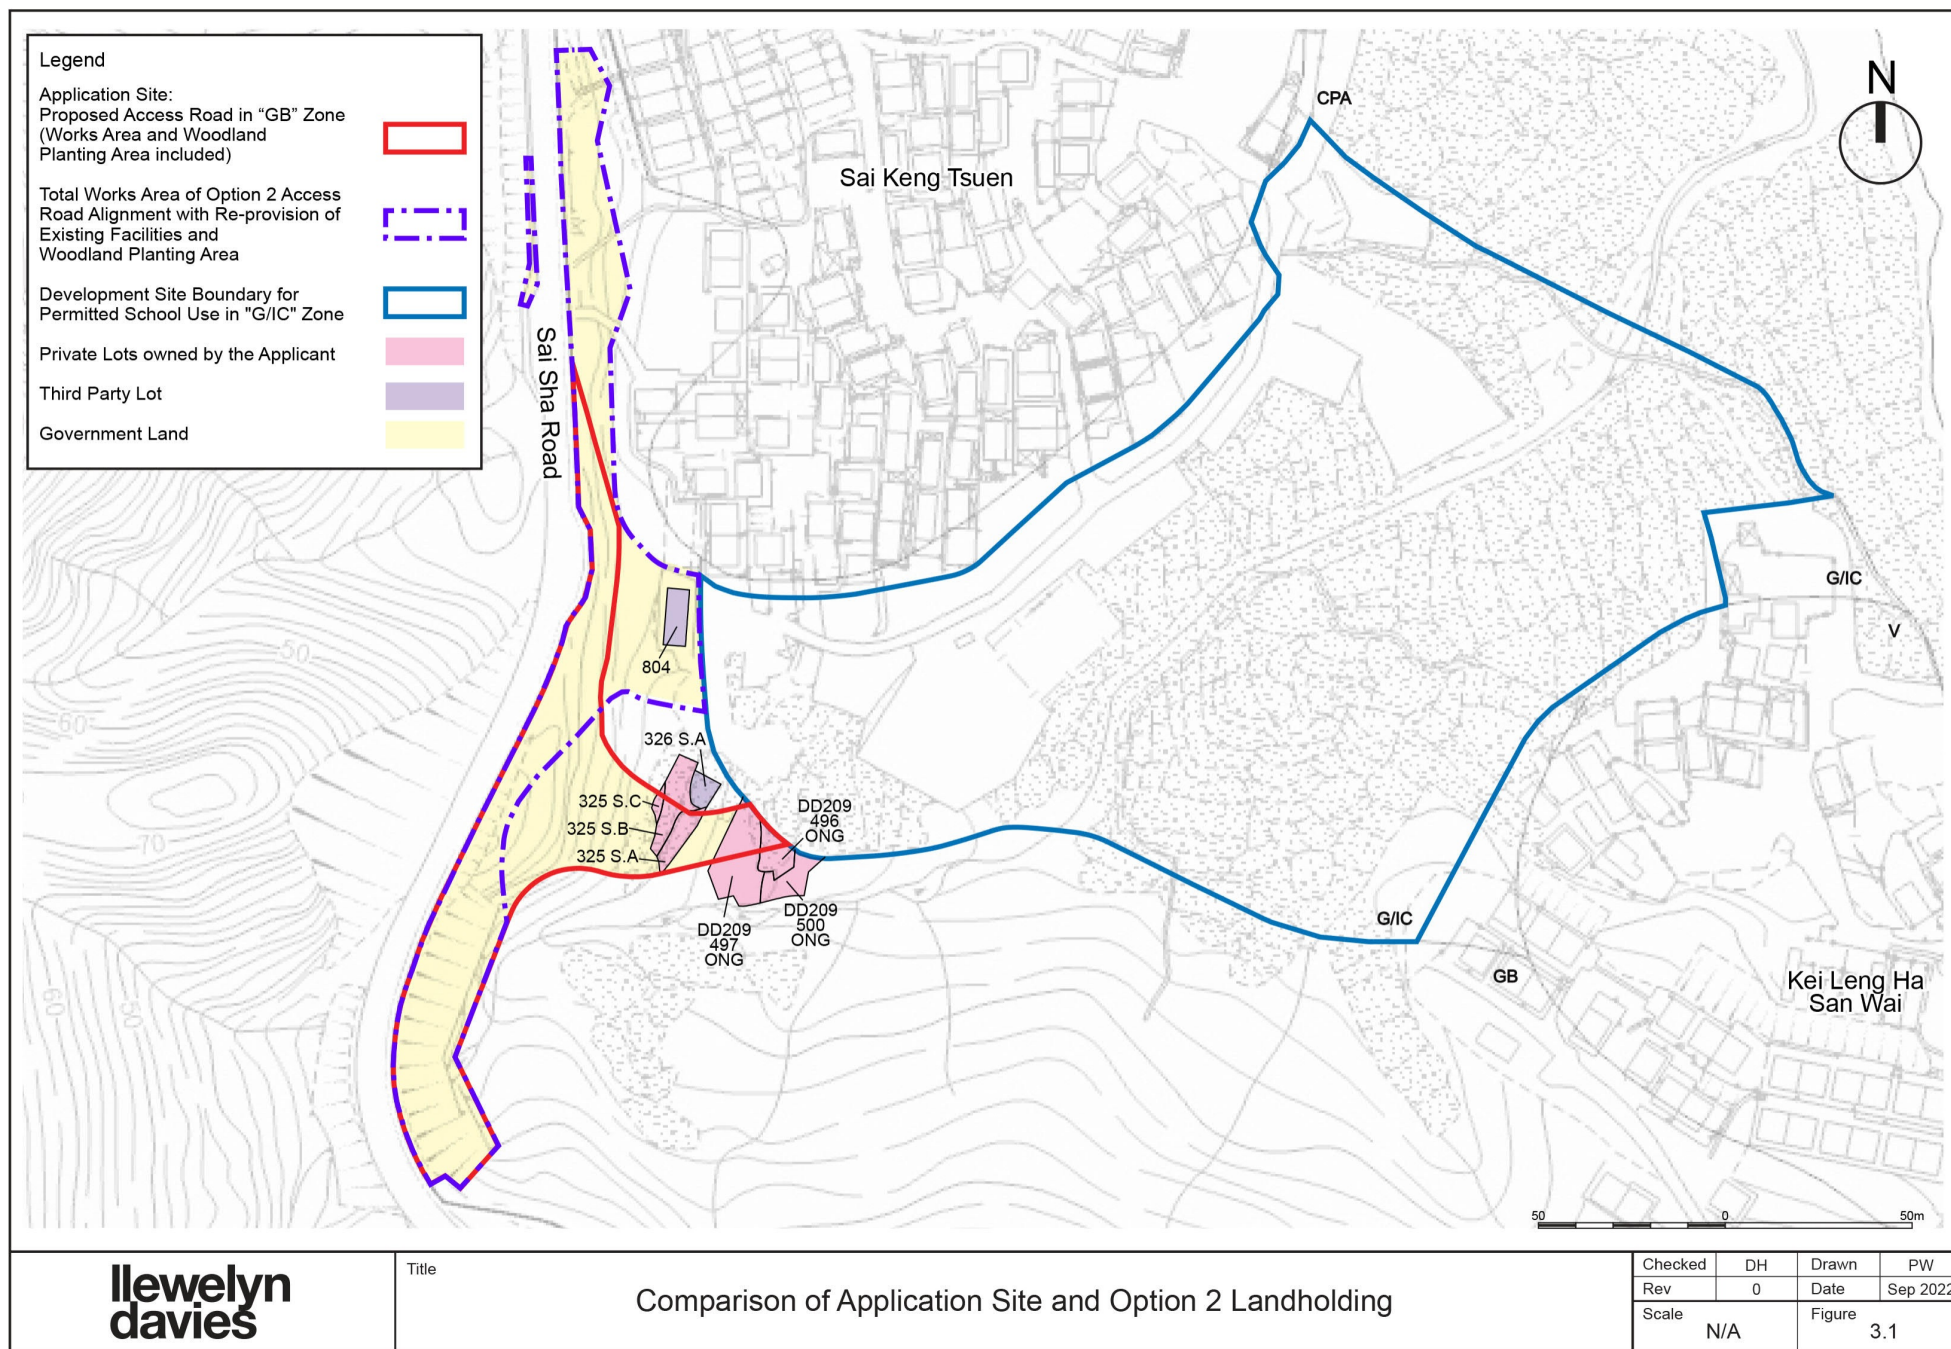 Legend
Application Site:
Proposed Access Road in “GB” Zone
(Works Area and Woodland
Planting Area included)
Total Works Area of Option 2 Access
Road Alignment with Re-provision of
Existing Facilities and
Woodland Planting Area
Development Site Boundary for
Permitted School Use in "G/IC" Zone
Private Lots owned by the Applicant
Third Party Lot
Government Land
N
CPA
Sai Keng Tsuen
Sai Sha Road
G/IC
V
50
804
60
326 S.A
325 S.C
325 S.B
325 S.A
70
DD209
496
ONG
DD209
500
ONG
DD209
497
ONG
G/IC
GB
Kei Leng Ha
San Wai
50
0
50m
llewelyn
davies
Title
Comparison of Application Site and Option 2 Landholding
Checked
DH
Drawn
PW
Rev
0
Date
Sep 2022
Scale
N/A
Figure
3.1